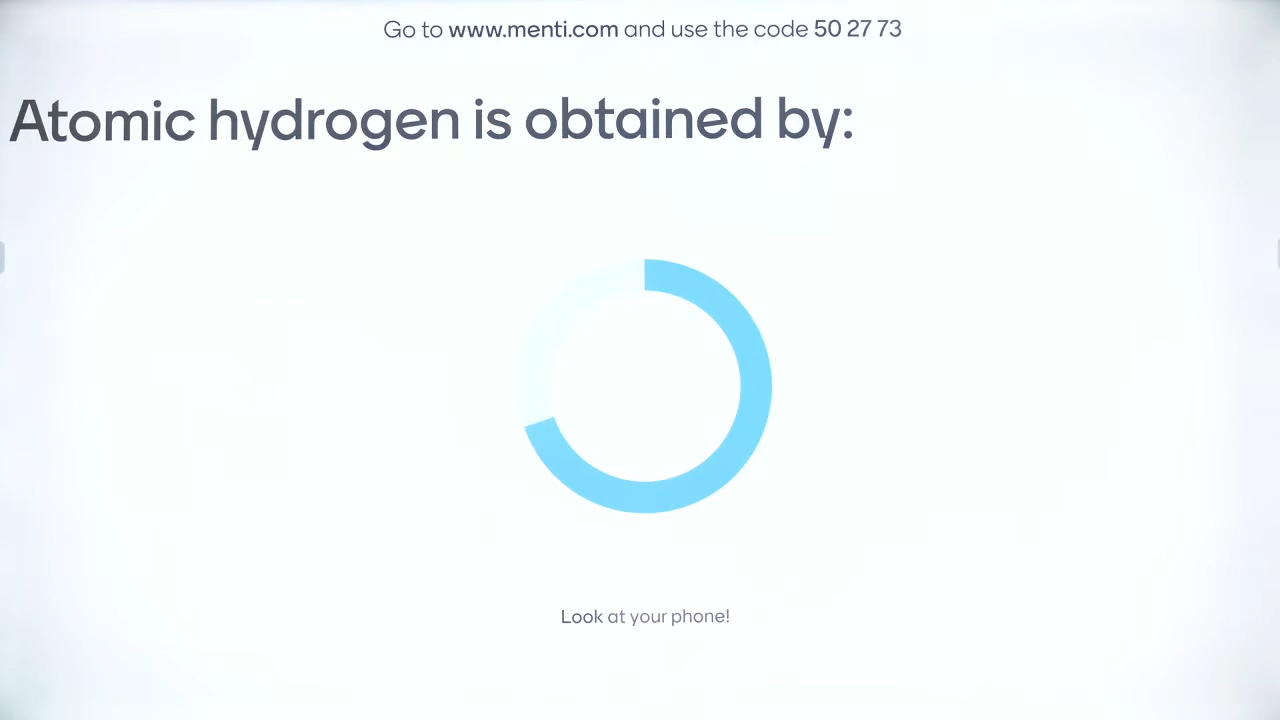 Go to www.menti.com and use the code 50 27 73
Atomic hydrogen is obtained by:
Look at your phone!